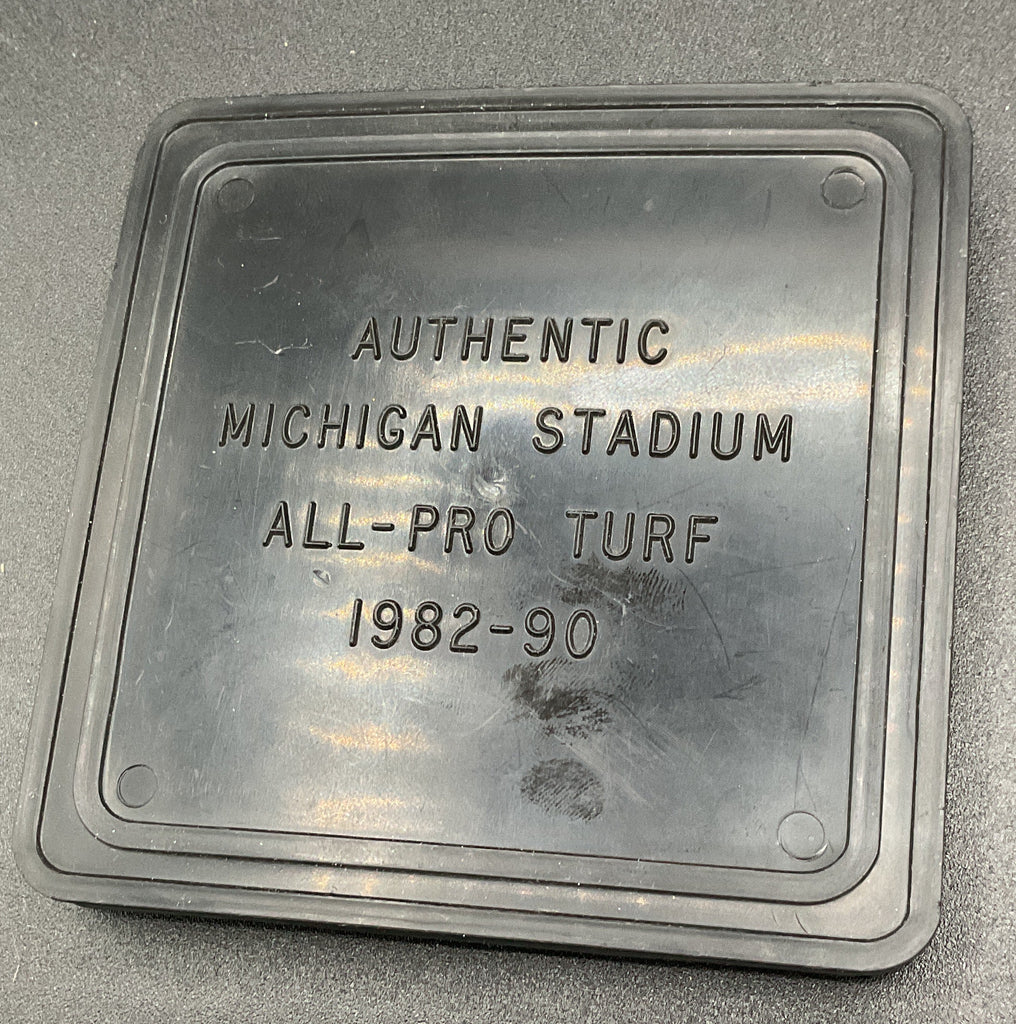 AUTHENTIC
MICHIGAN STADIUM
ALL-PRO TURF
1982-90